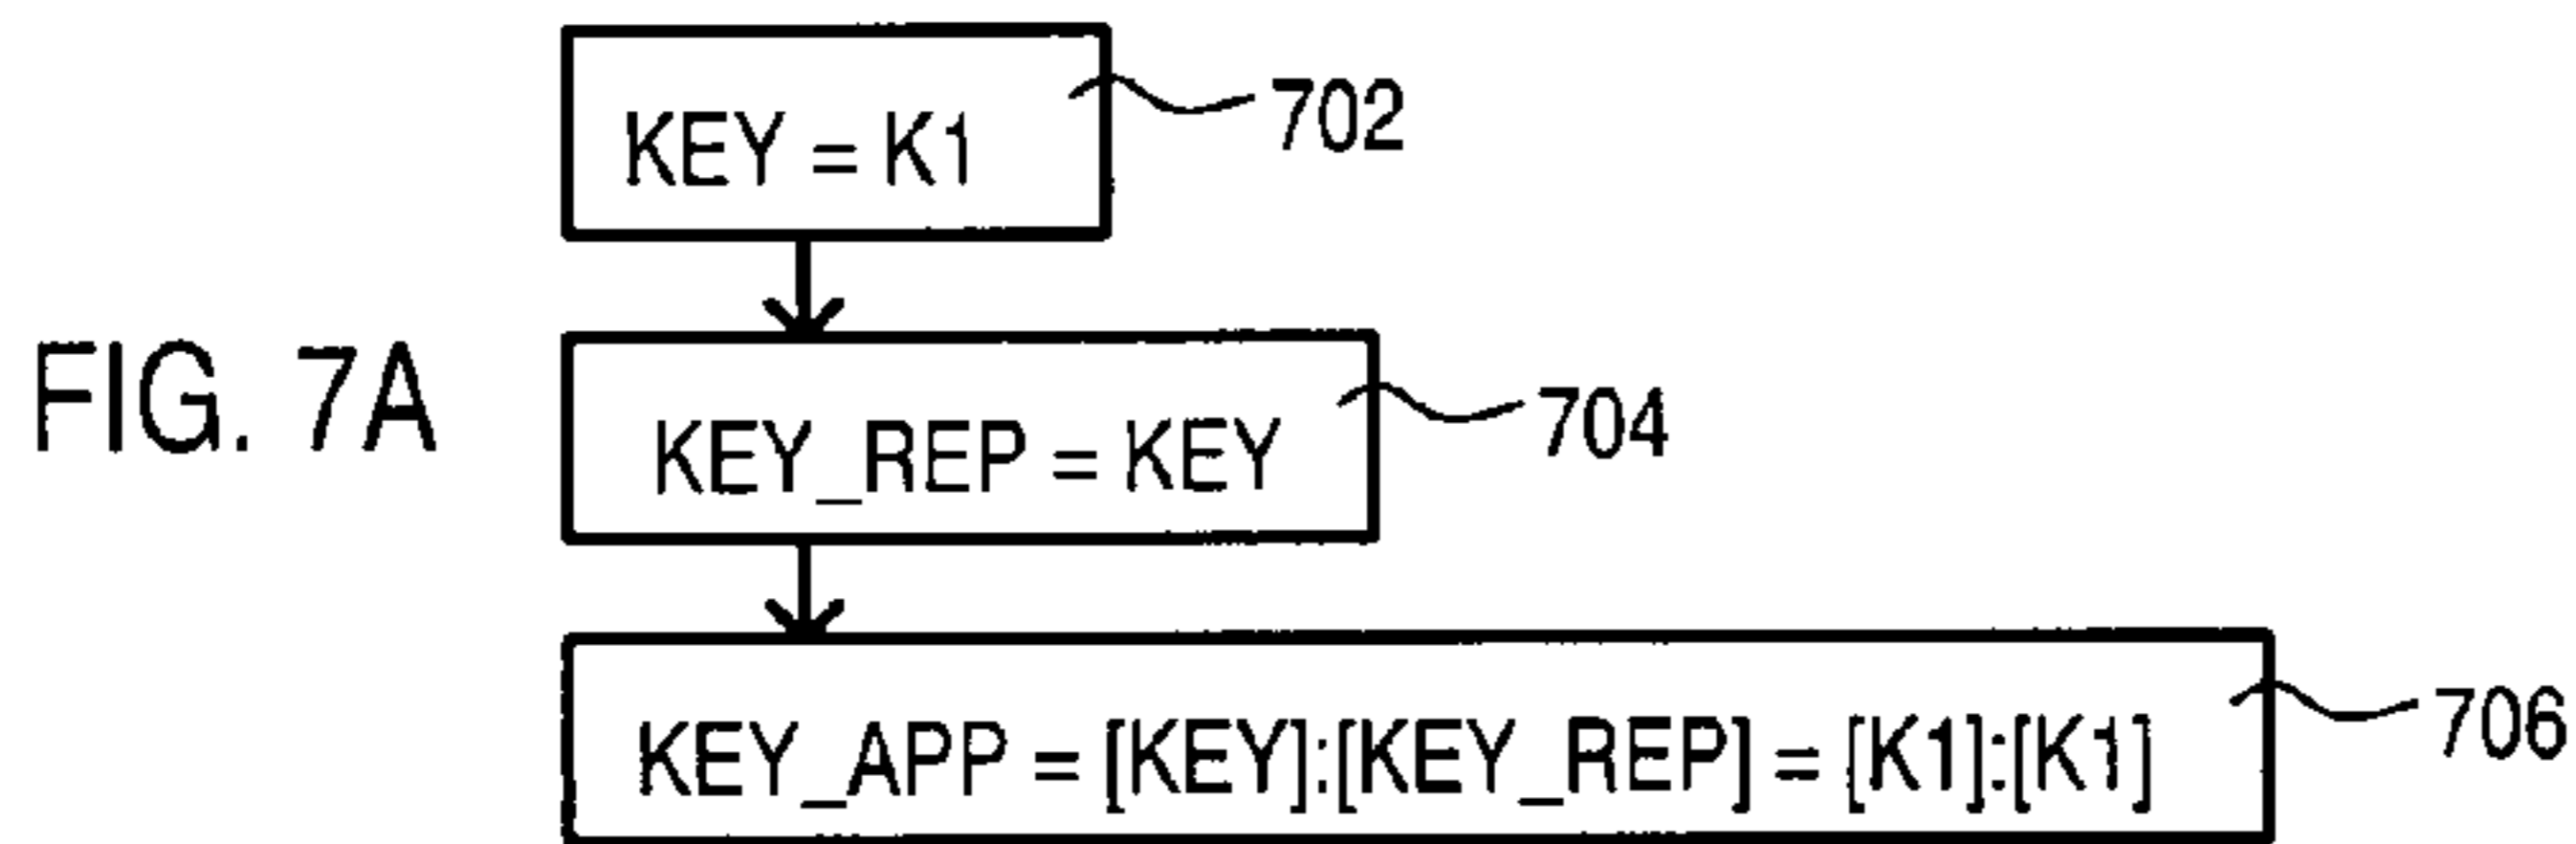 KEY = K1
702
FIG. 7A
KEY_REP = KEY
704
KEY_APP = [KEY]:[KEY_REP] = [K1]:[K1]
706